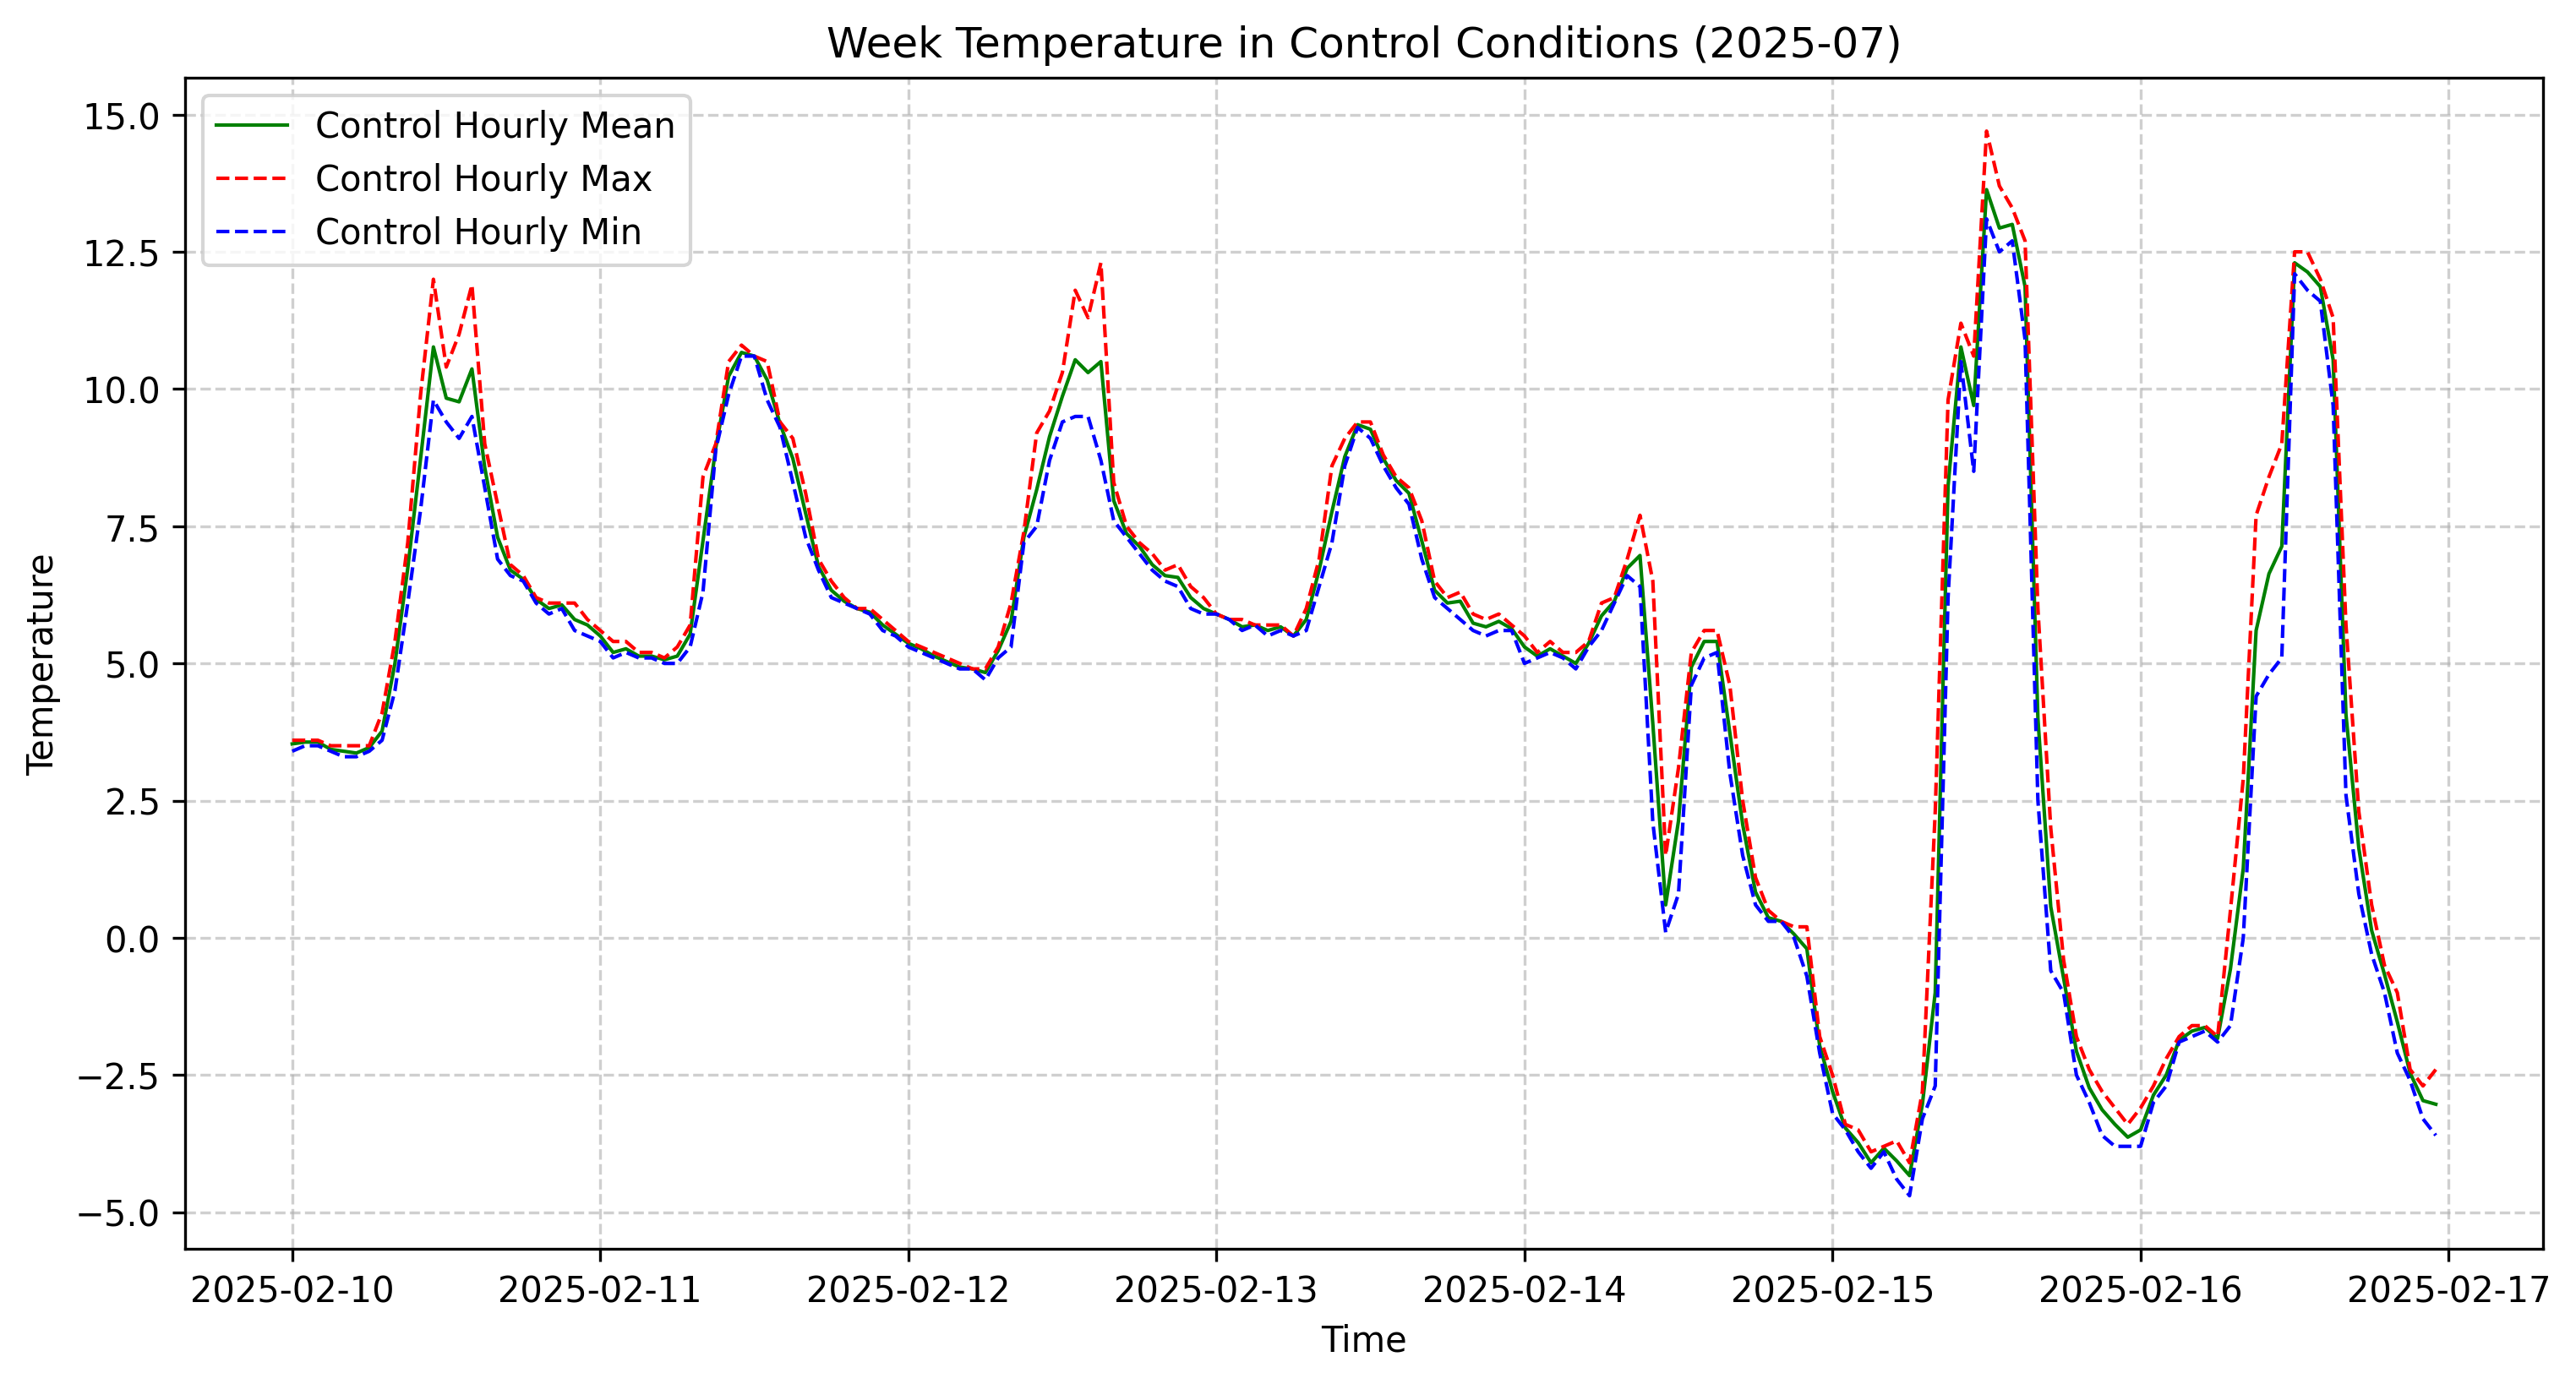 Week Temperature in Control Conditions (2025-07)
Control Hourly Mean
Control Hourly Max
Control Hourly Min
Temperature
15.0
12.5
10.0
7.5
5.0
2.5
0.0
−2.5
−5.0
2025-02-10 2025-02-11 2025-02-12 2025-02-13 2025-02-14 2025-02-15 2025-02-16 2025-02-17
Time